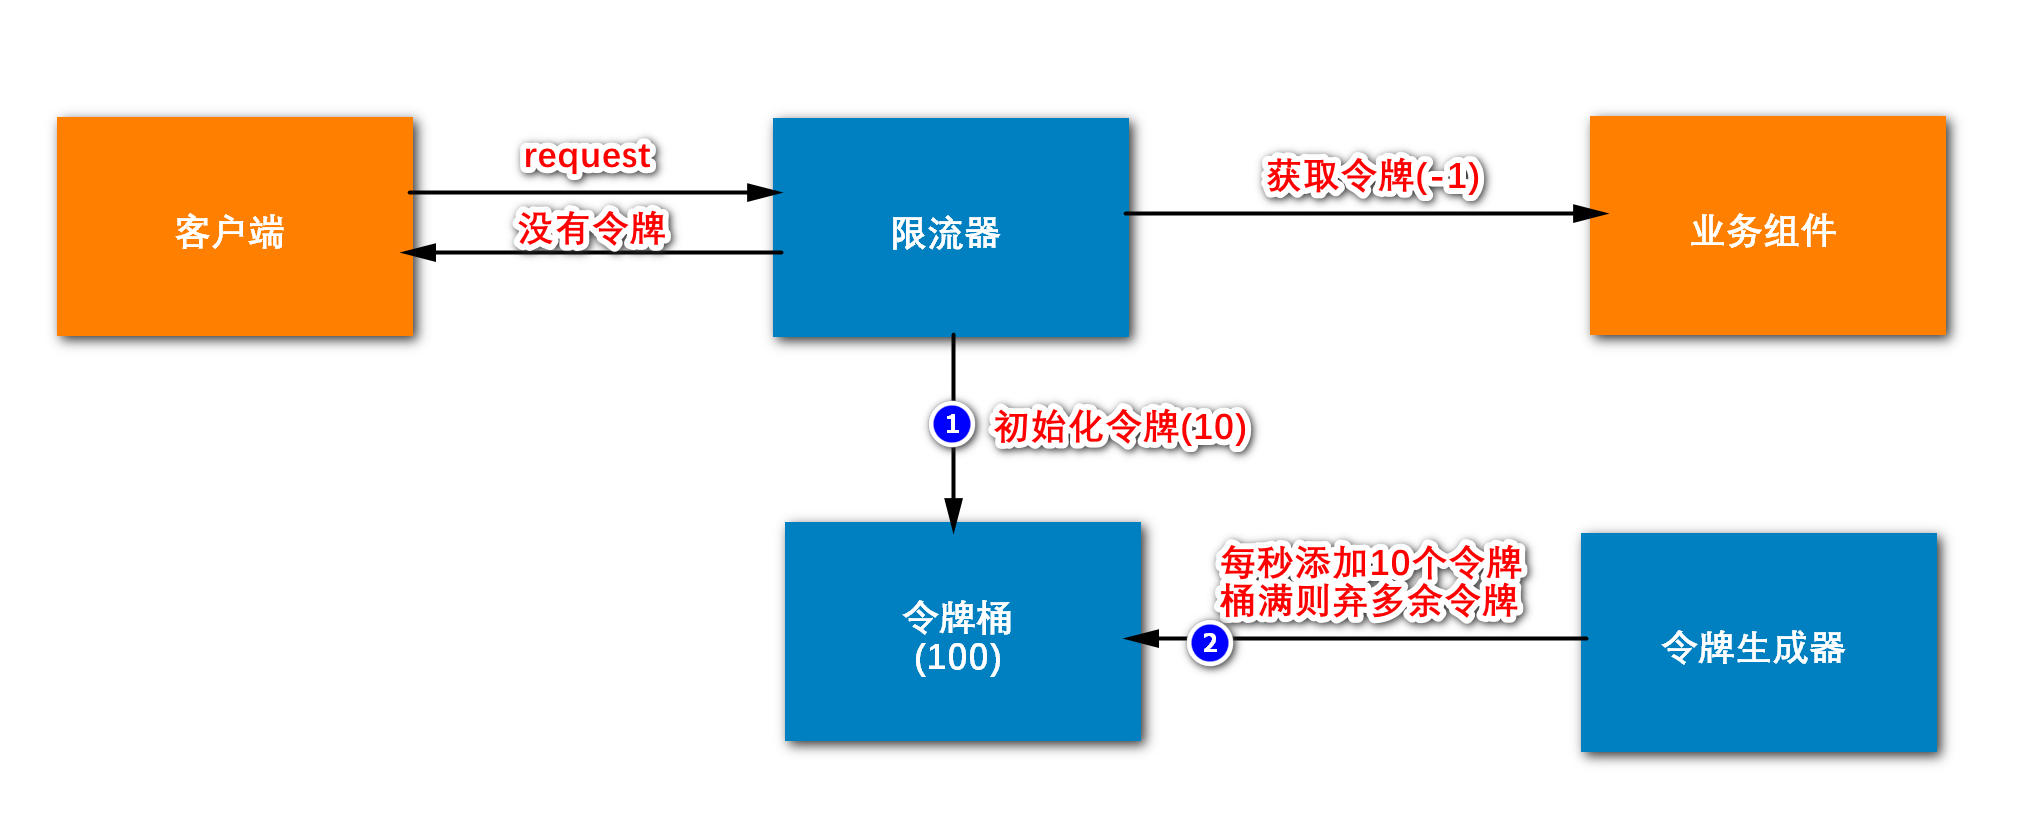 客户端
request
没有令牌
限流器
获取令牌(-1)
业务组件
1
初始化令牌(10)
令牌桶
(100)
每秒添加10个令牌
桶满则弃多余令牌
2
令牌生成器